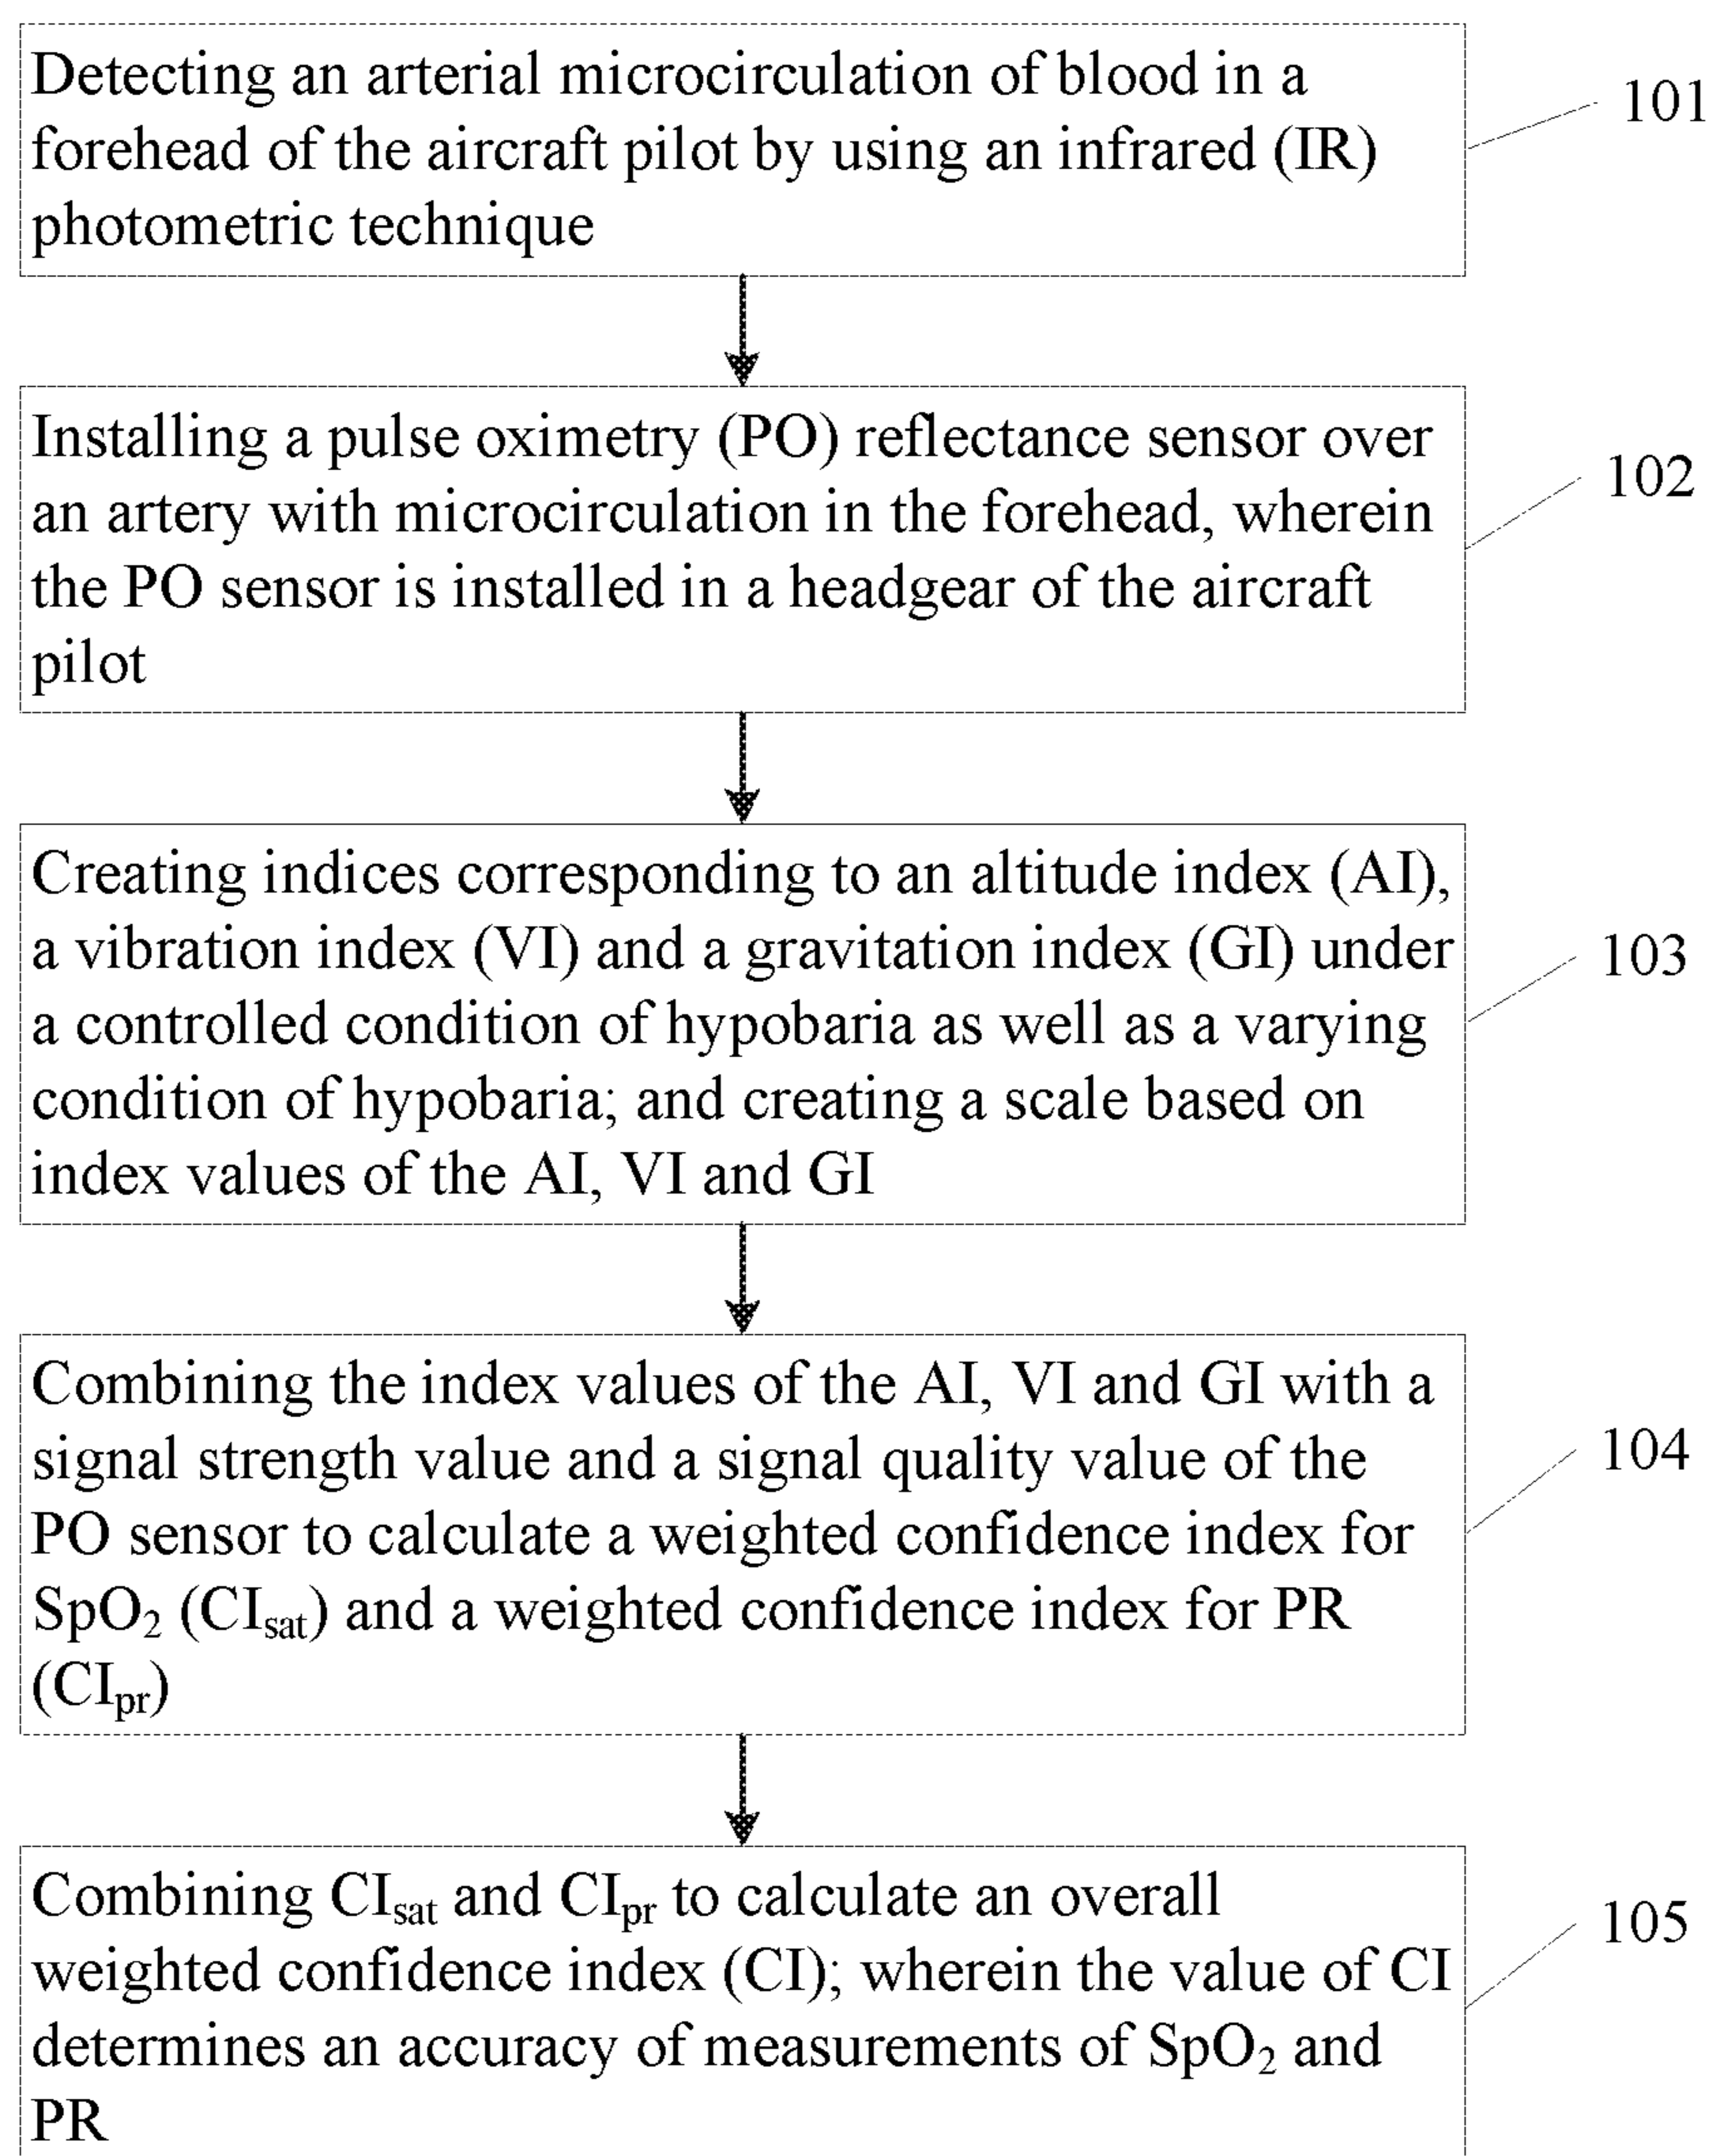 Detecting an arterial microcirculation of blood in a
forehead of the aircraft pilot by using an infrared (IR)
photometric technique
101
Installing a pulse oximetry (PO) reflectance sensor over
an artery with microcirculation in the forehead, wherein
the PO sensor is installed in a headgear of the aircraft
pilot
102
Creating indices corresponding to an altitude index (AI),
a vibration index (VI) and a gravitation index (GI) under
a controlled condition of hypobaria as well as a varying
condition of hypobaria; and creating a scale based on
index values of the AI, VI and GI
103
Combining the index values of the AI, VI and GI with a
signal strength value and a signal quality value of the
PO sensor to calculate a weighted confidence index for
SpO₂ (CIsat) and a weighted confidence index for PR
(CIpr)
104
Combining CIsat and CIpr to calculate an overall
weighted confidence index (CI); wherein the value of CI
determines an accuracy of measurements of SpO₂ and
PR
105